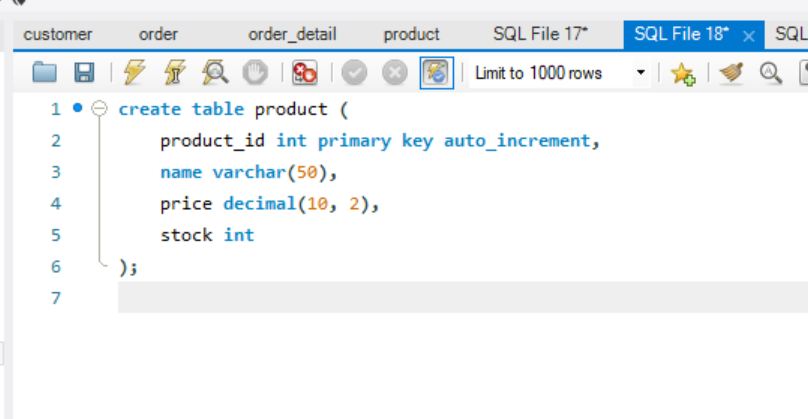 customer order order_detail product SQL File 17* SQL File 18* × SQL
Limit to 1000 rows
1 create table product (
2 product_id int primary key auto_increment,
3 name varchar(50),
4 price decimal(10, 2),
5 stock int
6 );
7